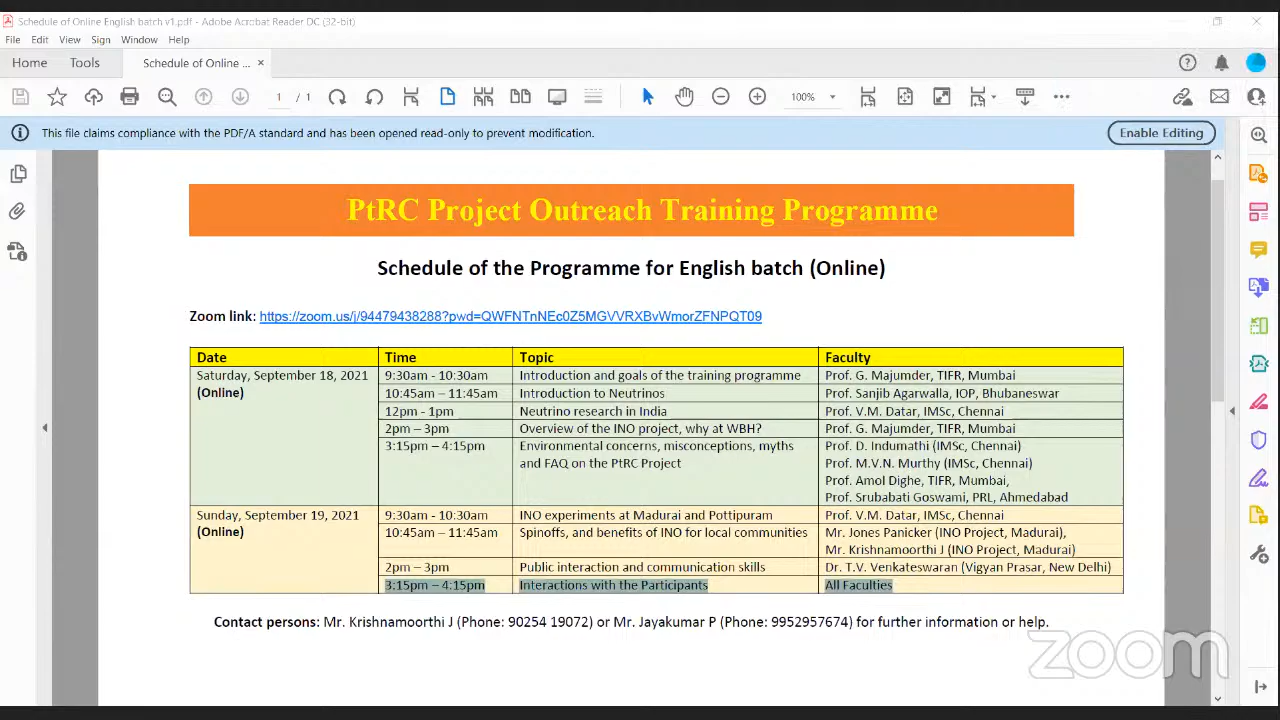 Schedule of Online English batch v1.pdf - Adobe Acrobat Reader DC (32-bit)
File Edit View Sign Window Help
Home Tools Schedule of Online ... ×
1 / 1 100%
This file claims compliance with the PDF/A standard and has been opened read-only to prevent modification. Enable Editing
PtRC Project Outreach Training Programme
Schedule of the Programme for English batch (Online)
Zoom link: https://zoom.us/j/94479438288?pwd=QWFNTnNEc0Z5MGVVRXBvWmorZFNPQT09
Date Time Topic Faculty
Saturday, September 18, 2021 9:30am - 10:30am Introduction and goals of the training programme Prof. G. Majumder, TIFR, Mumbai
(Online) 10:45am – 11:45am Introduction to Neutrinos Prof. Sanjib Agarwalla, IOP, Bhubaneswar
12pm - 1pm Neutrino research in India Prof. V.M. Datar, IMSc, Chennai
2pm – 3pm Overview of the INO project, why at WBH? Prof. G. Majumder, TIFR, Mumbai
3:15pm – 4:15pm Environmental concerns, misconceptions, myths Prof. D. Indumathi (IMSc, Chennai)
and FAQ on the PtRC Project Prof. M.V.N. Murthy (IMSc, Chennai)
Prof. Amol Dighe, TIFR, Mumbai,
Prof. Srubabati Goswami, PRL, Ahmedabad
Sunday, September 19, 2021 9:30am - 10:30am INO experiments at Madurai and Pottipuram Prof. V.M. Datar, IMSc, Chennai
(Online) 10:45am – 11:45am Spinoffs, and benefits of INO for local communities Mr. Jones Panicker (INO Project, Madurai),
Mr. Krishnamoorthi J (INO Project, Madurai)
2pm – 3pm Public interaction and communication skills Dr. T.V. Venkateswaran (Vigyan Prasar, New Delhi)
3:15pm – 4:15pm Interactions with the Participants All Faculties
Contact persons: Mr. Krishnamoorthi J (Phone: 90254 19072) or Mr. Jayakumar P (Phone: 9952957674) for further information or help.
zoom